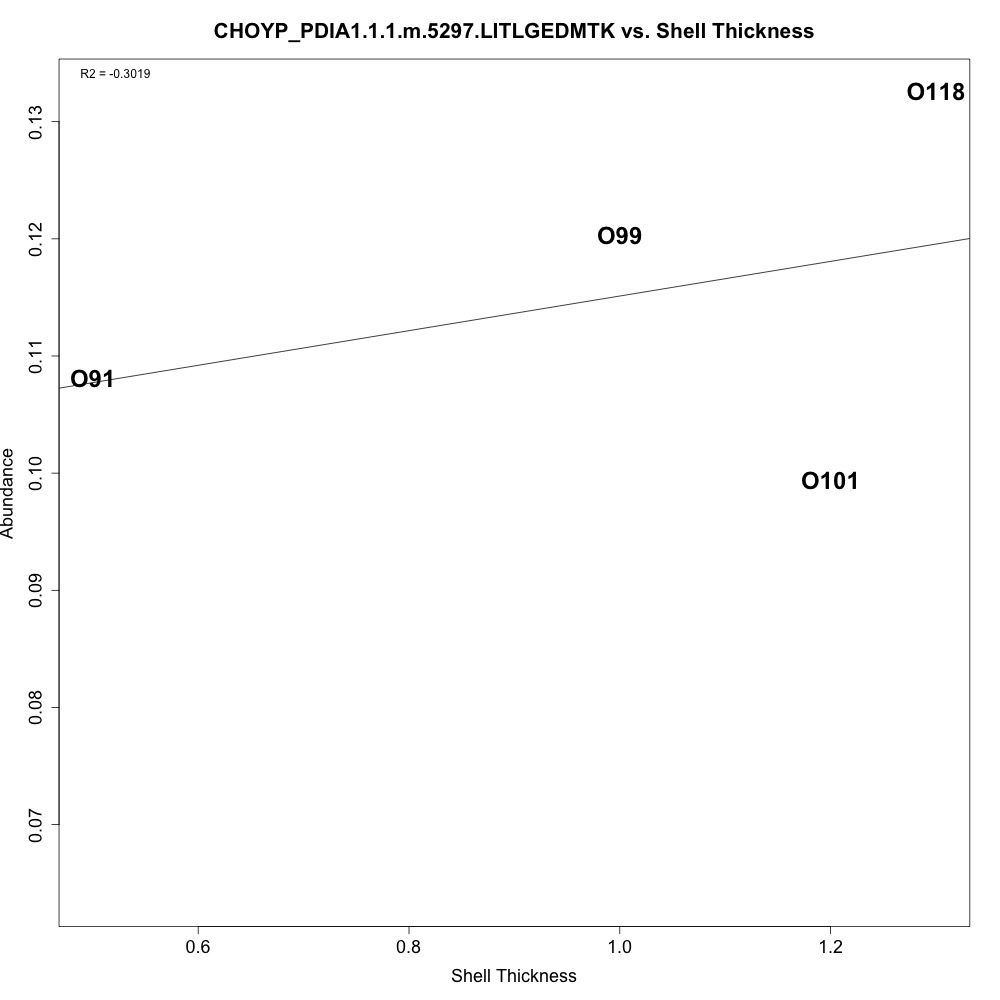 CHOYP_PDIA1.1.1.m.5297.LITLGEDMTK vs. Shell Thickness
R2 = -0.3019
O118
0.13
O99
0.12
0.11
O91
0.10
O101
Abundance
0.09
0.08
0.07
0.6 0.8 1.0 1.2
Shell Thickness